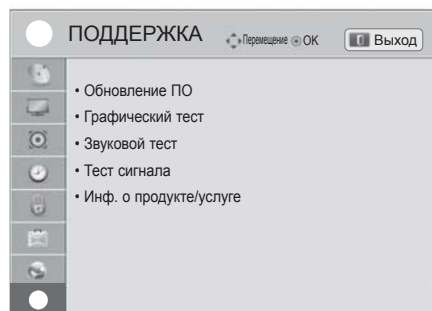 ПОДДЕРЖКА Перемещение OK Выход
• Обновление ПО
• Графический тест
• Звуковой тест
• Тест сигнала
• Инф. о продукте/услуге